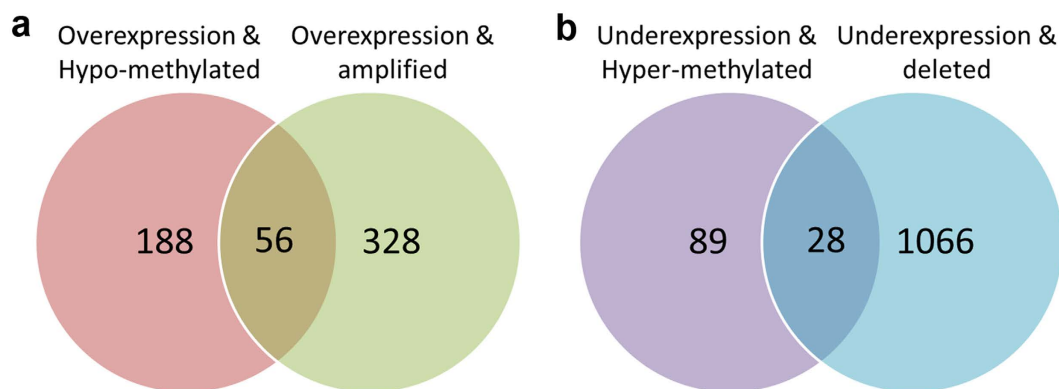 a
Overexpression &
Hypo-methylated
Overexpression &
amplified
188
56
328
b
Underexpression &
Hyper-methylated
Underexpression &
deleted
89
28
1066